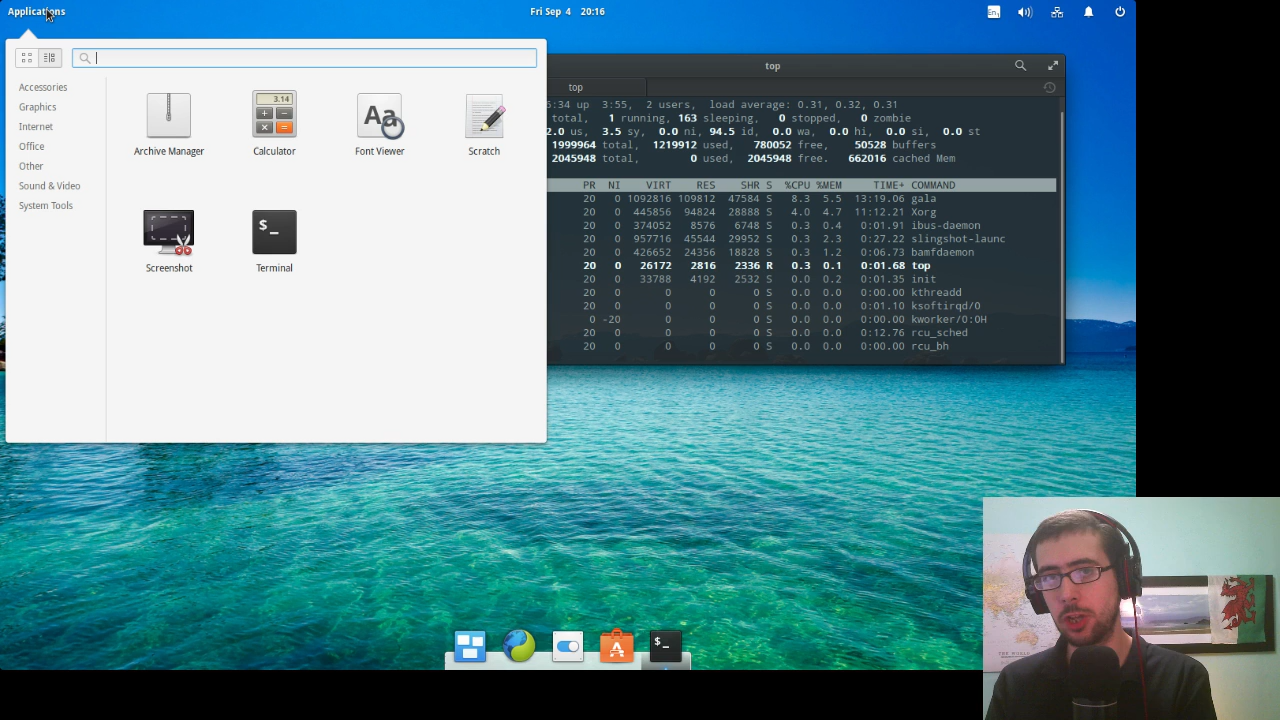 Applications
Fri Sep 4 20:16
En1
top
top
Accessories
Graphics
Internet
Office
Other
Sound & Video
System Tools
3.14
Aa
Archive Manager
Calculator
Font Viewer
Scratch
$_
Screenshot
Terminal
6:34 up 3:55, 2 users, load average: 0.31, 0.32, 0.31
total, 1 running, 163 sleeping, 0 stopped, 0 zombie
2.0 us, 3.5 sy, 0.0 ni, 94.5 id, 0.0 wa, 0.0 hi, 0.0 si, 0.0 st
1999964 total, 1219912 used, 780052 free, 50528 buffers
2045948 total, 0 used, 2045948 free. 662016 cached Mem
PR NI VIRT RES SHR S %CPU %MEM TIME+ COMMAND
20 0 1092816 109812 47584 S 8.3 5.5 13:19.06 gala
20 0 445856 94824 28888 S 4.0 4.7 11:12.21 Xorg
20 0 374052 8576 6748 S 0.3 0.4 0:01.91 ibus-daemon
20 0 957716 45544 29952 S 0.3 2.3 0:27.22 slingshot-launc
20 0 426652 24356 18828 S 0.3 1.2 0:06.73 bamfdaemon
20 0 26172 2816 2336 R 0.3 0.1 0:01.68 top
20 0 33788 4192 2532 S 0.0 0.2 0:01.35 init
20 0 0 0 0 S 0.0 0.0 0:00.00 kthreadd
20 0 0 0 0 S 0.0 0.0 0:01.10 ksoftirqd/0
0 -20 0 0 0 S 0.0 0.0 0:00.00 kworker/0:0H
20 0 0 0 0 S 0.0 0.0 0:12.76 rcu_sched
20 0 0 0 0 S 0.0 0.0 0:00.00 rcu_bh
$_
THE WORLD